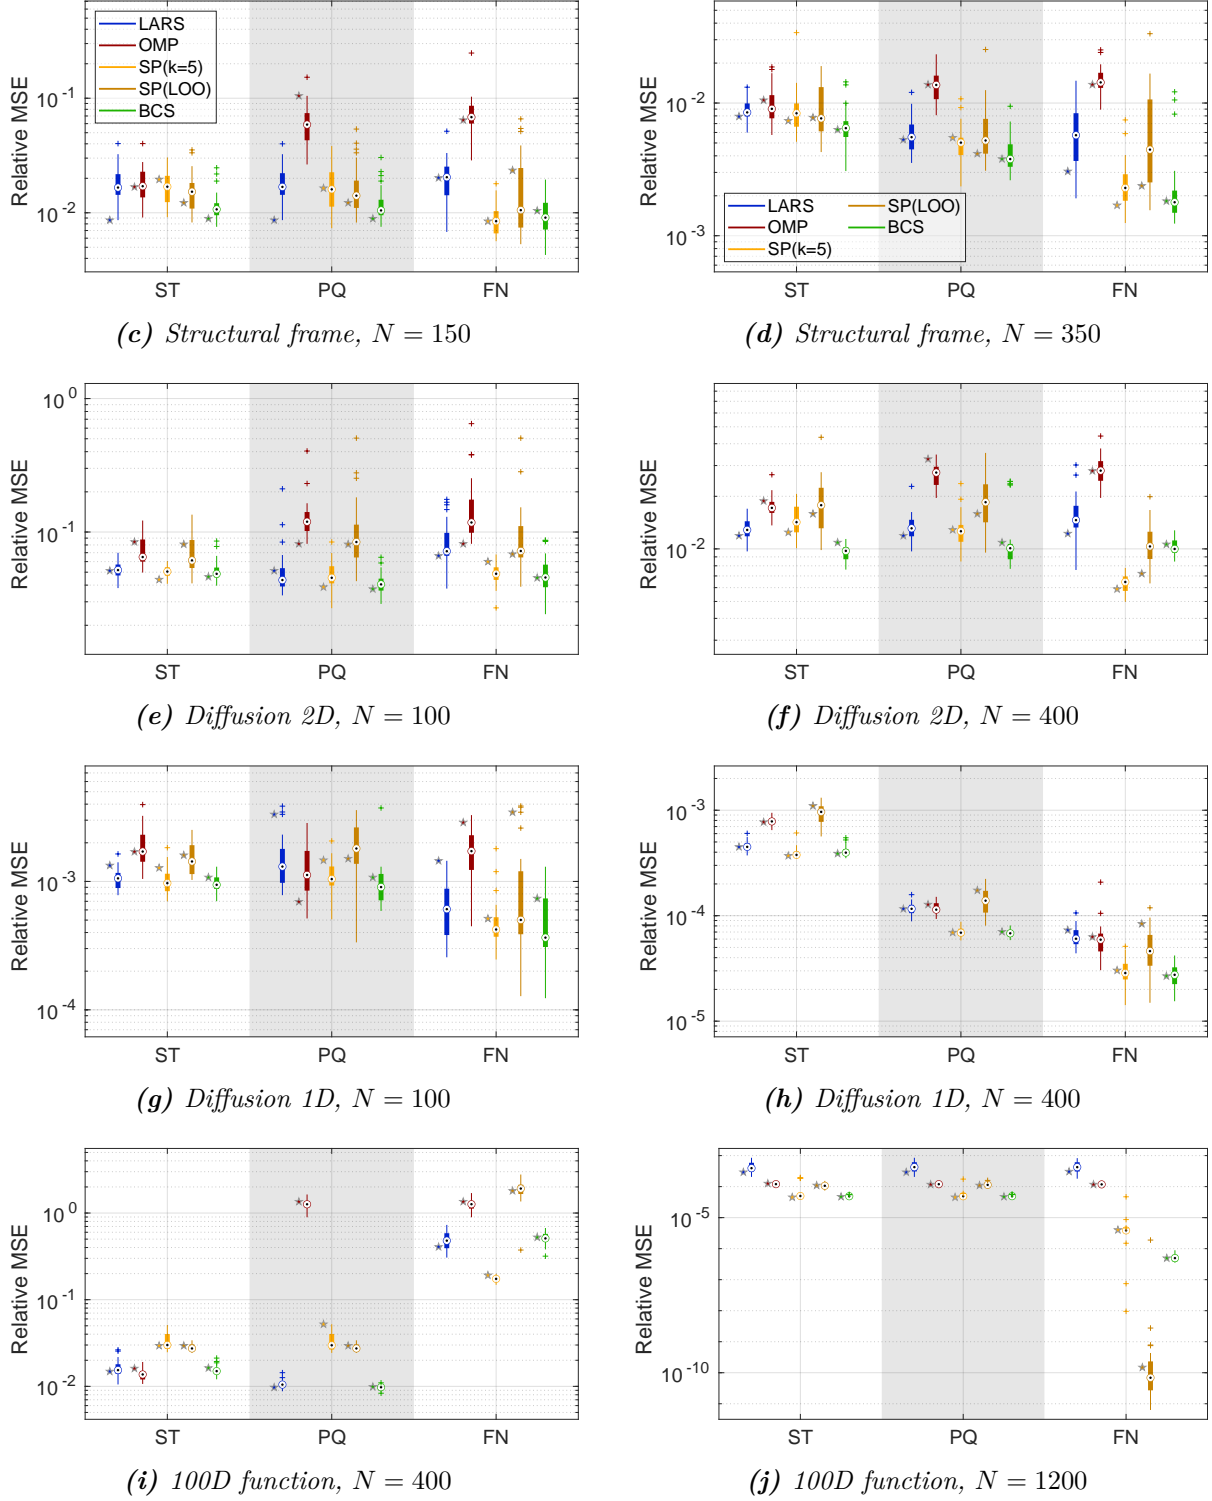 Relative MSE
10^-1
10^-2
LARS
OMP
SP(k=5)
SP(LOO)
BCS
ST
PQ
FN
(c) Structural frame, N = 150
Relative MSE
10^-2
10^-3
LARS
OMP
SP(k=5)
SP(LOO)
BCS
ST
PQ
FN
(d) Structural frame, N = 350
Relative MSE
10^0
10^-1
ST
PQ
FN
(e) Diffusion 2D, N = 100
Relative MSE
10^-2
ST
PQ
FN
(f) Diffusion 2D, N = 400
Relative MSE
10^-3
10^-4
ST
PQ
FN
(g) Diffusion 1D, N = 100
Relative MSE
10^-3
10^-4
10^-5
ST
PQ
FN
(h) Diffusion 1D, N = 400
Relative MSE
10^0
10^-1
10^-2
ST
PQ
FN
(i) 100D function, N = 400
Relative MSE
10^-5
10^-10
ST
PQ
FN
(j) 100D function, N = 1200